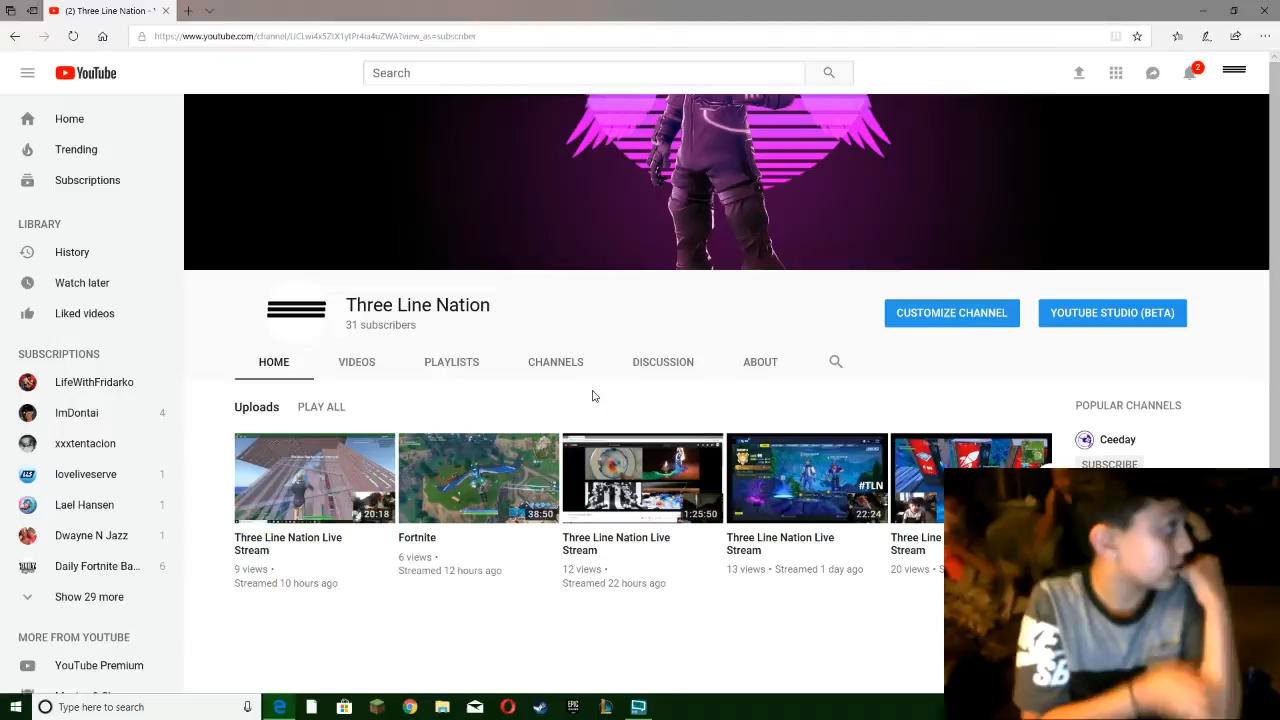 (2) Three Line Nation -
https://www.youtube.com/channel/
YouTube
Search
2
Home
Trending
Subscriptions
LIBRARY
History
Watch later
Liked videos
SUBSCRIPTIONS
LifeWithFridarko
ImDontai 4
xxxtentacion
loveliveserve 1
Lael Hansen 1
Dwayne N Jazz 1
Daily Fortnite Ba... 6
Show 29 more
MORE FROM YOUTUBE
YouTube Premium
Three Line Nation
31 subscribers
CUSTOMIZE CHANNEL
YOUTUBE STUDIO (BETA)
HOME VIDEOS PLAYLISTS CHANNELS DISCUSSION ABOUT
Uploads PLAY ALL
20:18
Three Line Nation Live
Stream
9 views •
Streamed 10 hours ago
38:50
Fortnite
6 views •
Streamed 12 hours ago
1:25:50
Three Line Nation Live
Stream
12 views •
Streamed 22 hours ago
#TLN
22:24
Three Line Nation Live
Stream
13 views • Streamed 1 day ago
Three Line
Stream
20 views •
POPULAR CHANNELS
Ceeday
SUBSCRIBE
Type here to search
EPIC